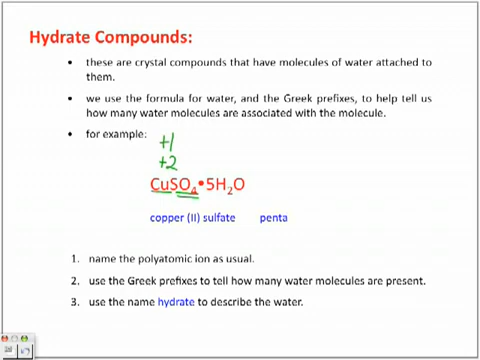 Hydrate Compounds:
• these are crystal compounds that have molecules of water attached to
them.
• we use the formula for water, and the Greek prefixes, to help tell us
how many water molecules are associated with the molecule.
• for example:
+1
+2
CuSO₄•5H₂O
copper (II) sulfate penta
1. name the polyatomic ion as usual.
2. use the Greek prefixes to tell how many water molecules are present.
3. use the name hydrate to describe the water.